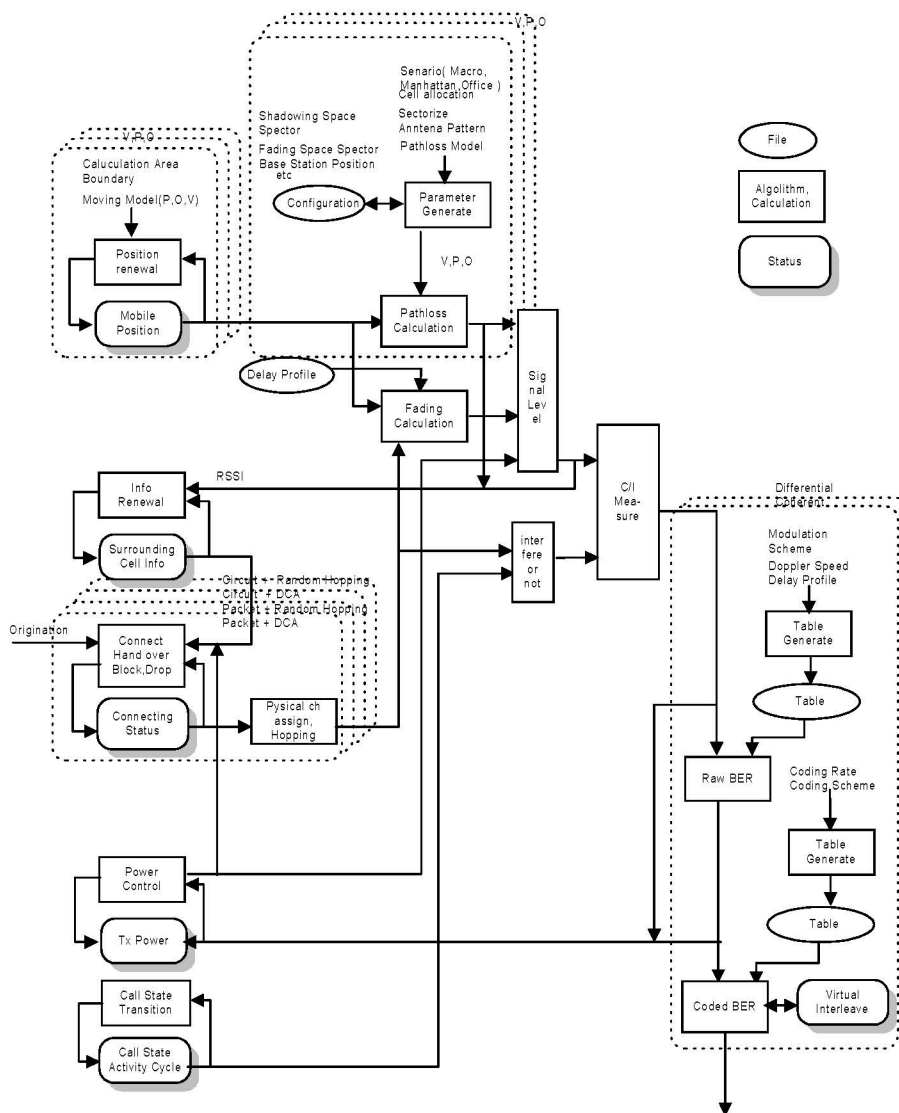 V,P,O
Senario( Macro,
Manhattan,Office )
Cell allocation
Sectorize
Anntena Pattern
Pathloss Model
Shadowing Space
Spector
Fading Space Spector
Base Station Position
etc
Configuration
Parameter
Generate
V,P,O
Pathloss
Calculation
V,P,O
Caluculation Area
Boundary
Moving Model(P,O,V)
Position
renewal
Mobile
Position
File
Algolithm,
Calculation
Status
Delay Profile
Fading
Calculation
Sig
nal
Lev
el
RSSI
Info
Renewal
Surrounding
Cell Info
C/I
Mea-
sure
inter
fere
or
not
Circuit + Random Hopping
Circuit + DCA
Packet + Random Hopping
Packet + DCA
Origination
Connect
Hand over
Block,Drop
Connecting
Status
Pysical ch
assign,
Hopping
Differential
Coherent
Modulation
Scheme
Doppler Speed
Delay Profile
Table
Generate
Table
Raw BER
Coding Rate
Coding Scheme
Table
Generate
Table
Coded BER
Virtual
Interleave
Power
Control
Tx Power
Call State
Transition
Call State
Activity Cycle